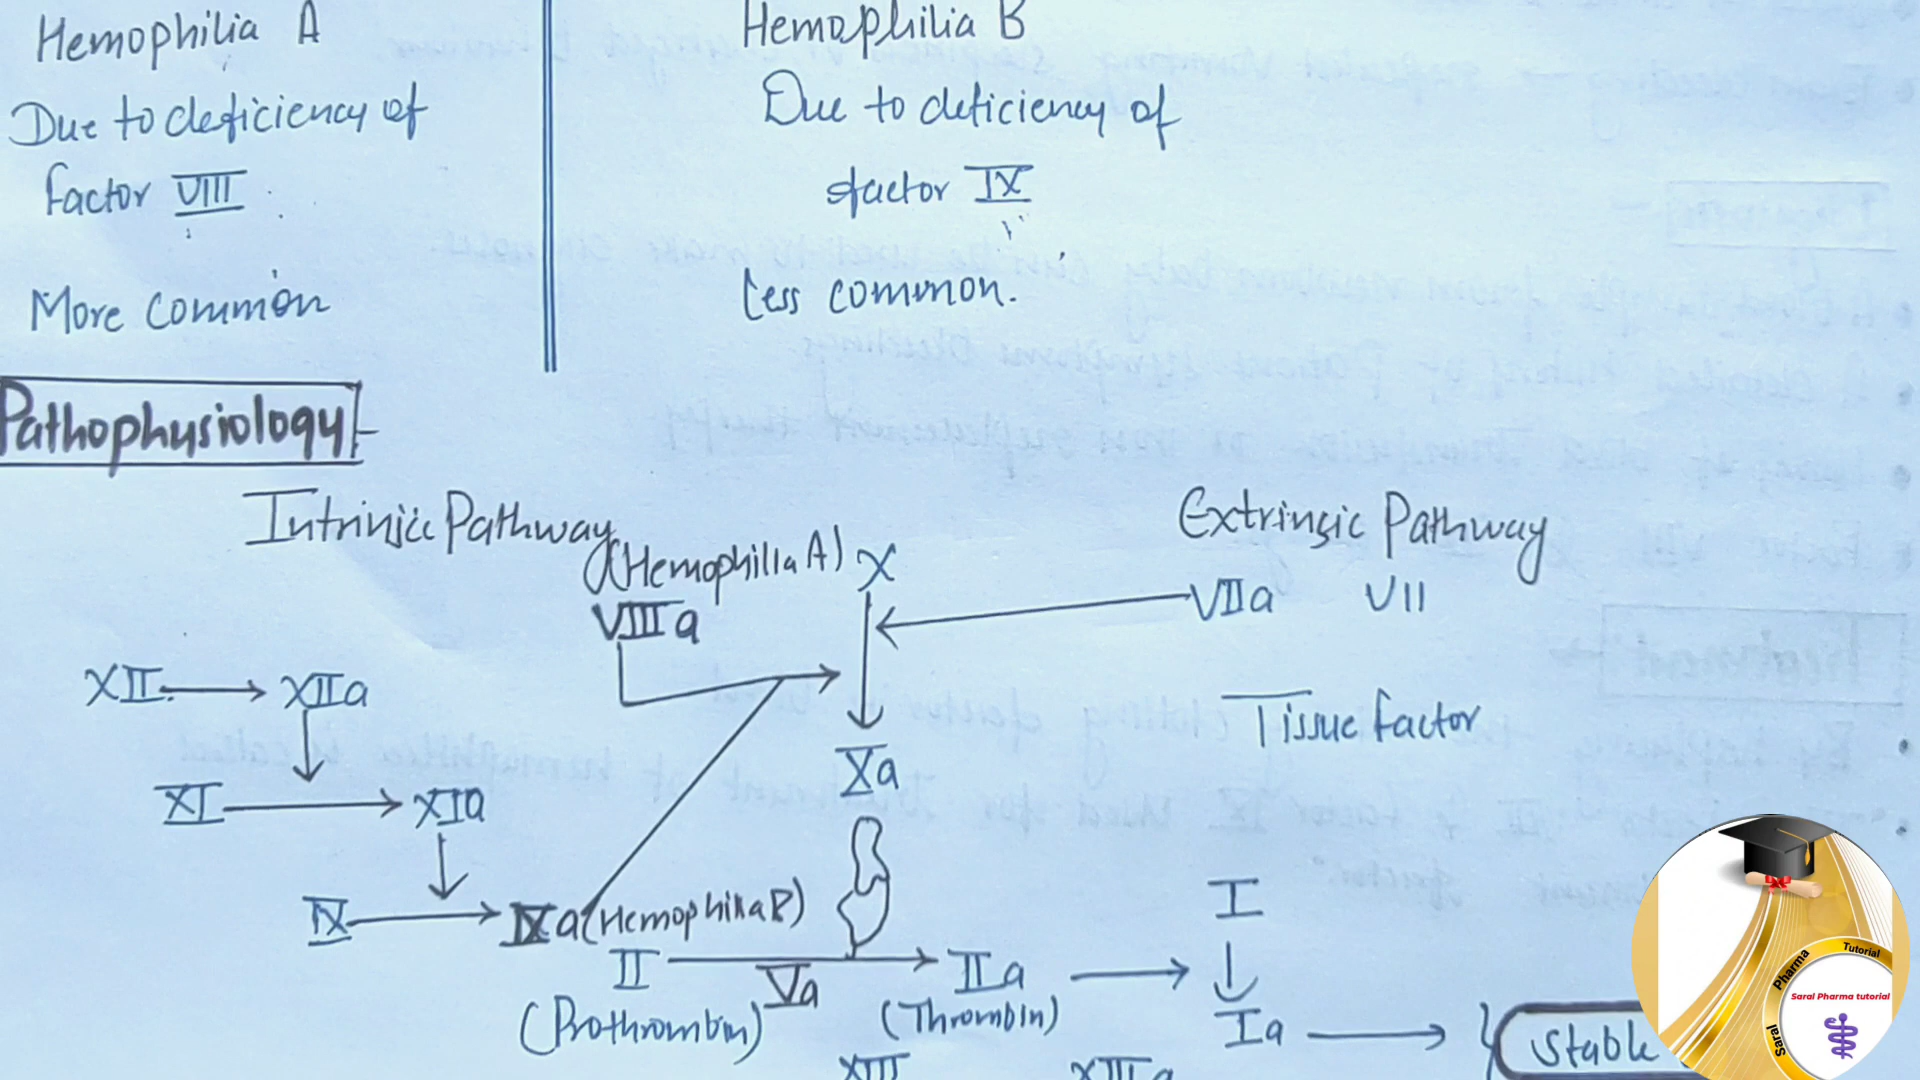 Hemophilia A
Due to deficiency of
factor VIII
More common
Hemophilia B
Due to deficiency of
factor IX
Less common.
Pathophysiology
Intrinsic Pathway
(Hemophilia A) X
VIIIa
Extrinsic Pathway
VIIa VII
XII → XIIa
Tissue factor
Xa
XI → XIa
IX → IXa (Hemophilia B)
I
II → IIa →
Va
(Prothrombin)
(Thrombin)
Ia →
Stable
XIII XIIIa
Saral Pharma Tutorial
Saral Pharma tutorial